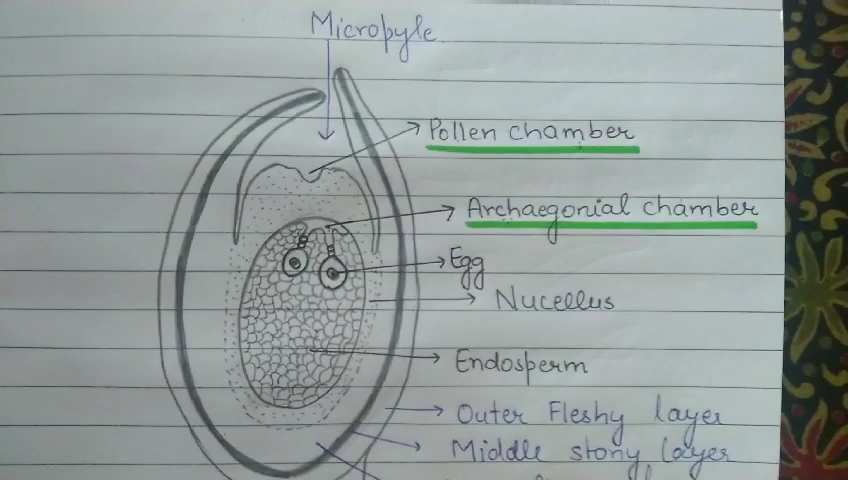 Micropyle
Pollen chamber
Archaegonial chamber
Egg
Nucellus
Endosperm
Outer Fleshy layer
Middle stony layer